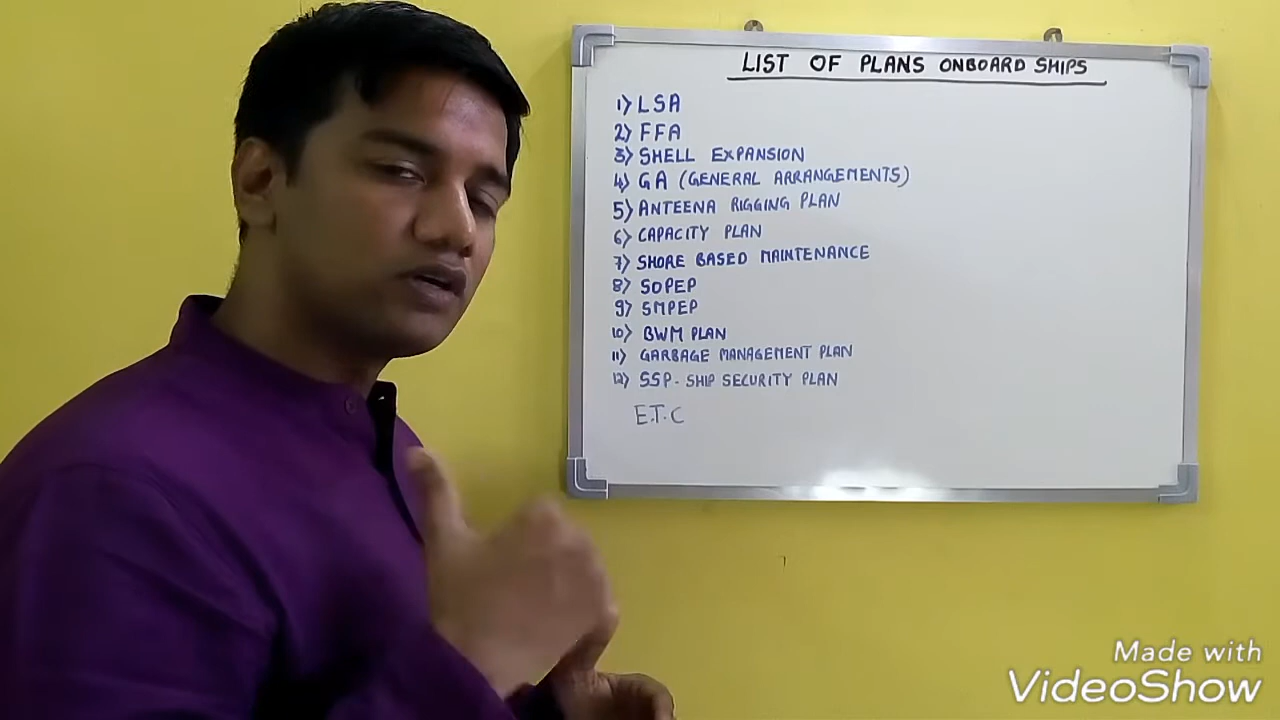 LIST OF PLANS ONBOARD SHIPS
1) LSA
2) FFA
3) SHELL EXPANSION
4) GA (GENERAL ARRANGEMENTS)
5) ANTEENA RIGGING PLAN
6) CAPACITY PLAN
7) SHORE BASED MAINTENANCE
8) SOPEP
9) SMPEP
10) BWM PLAN
11) GARBAGE MANAGEMENT PLAN
12) SSP - SHIP SECURITY PLAN
E.T.C
Made with
VideoShow